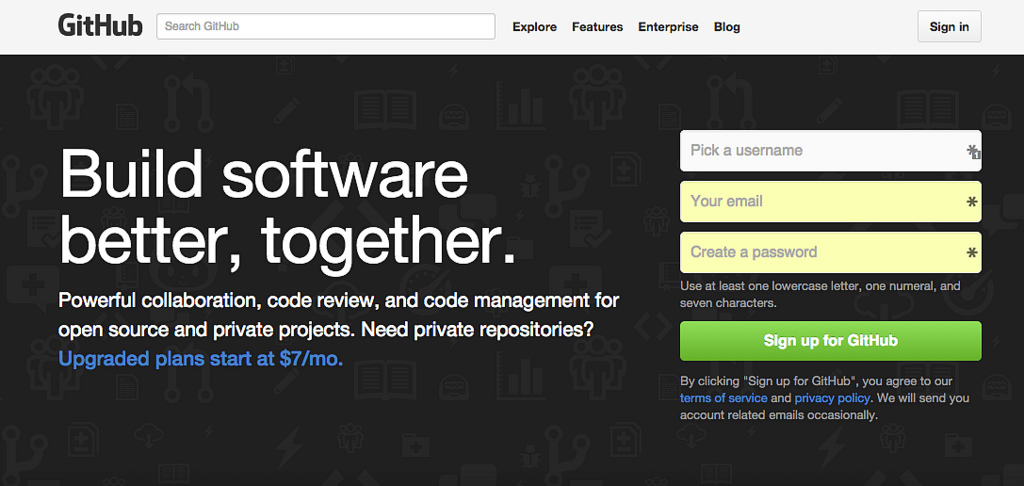 GitHub
Search GitHub
Explore
Features
Enterprise
Blog
Sign in
Build software
better, together.
Powerful collaboration, code review, and code management for
open source and private projects. Need private repositories?
Upgraded plans start at $7/mo.
Pick a username
1
Your email
Create a password
Use at least one lowercase letter, one numeral, and
seven characters.
Sign up for GitHub
By clicking "Sign up for GitHub", you agree to our
terms of service and privacy policy. We will send you
account related emails occasionally.